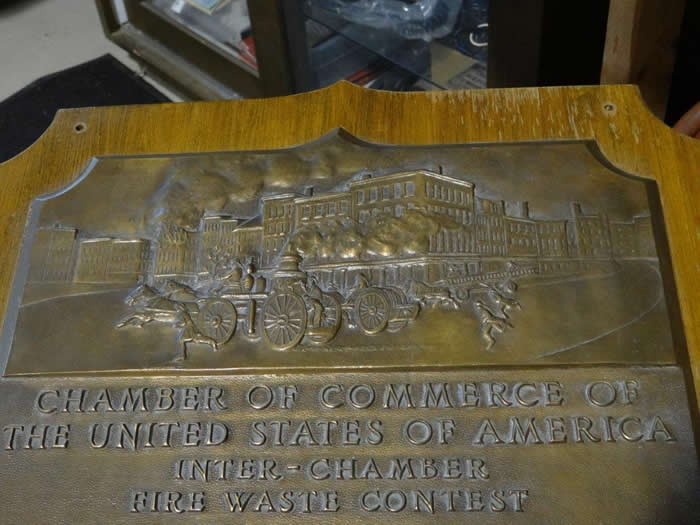 CHAMBER OF COMMERCE OF
THE UNITED STATES OF AMERICA
INTER-CHAMBER
FIRE WASTE CONTEST